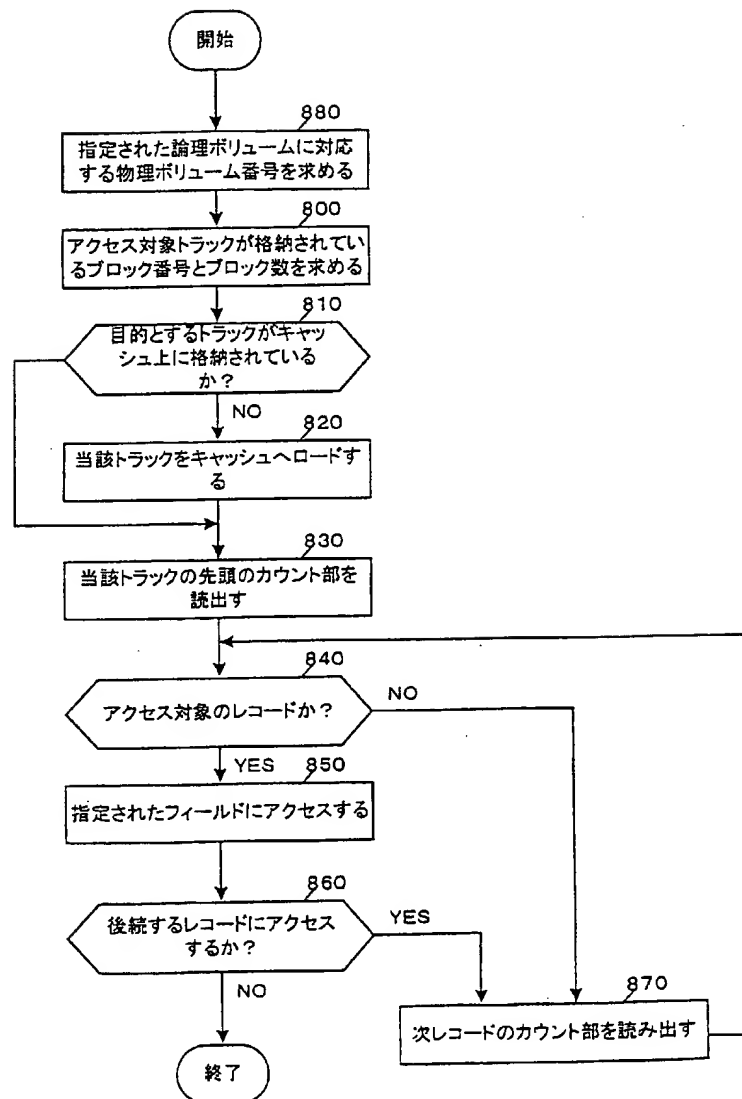 開始
880
指定された論理ボリュームに対応
する物理ボリューム番号を求める
800
アクセス対象トラックが格納されてい
るブロック番号とブロック数を求める
810
目的とするトラックがキャッ
シュ上に格納されている
か？
NO
820
当該トラックをキャッシュへロードす
る
830
当該トラックの先頭のカウント部を
読出す
840
アクセス対象のレコードか？
NO
YES
850
指定されたフィールドにアクセスする
860
後続するレコードにアクセス
するか？
YES
NO
870
次レコードのカウント部を読み出す
終了